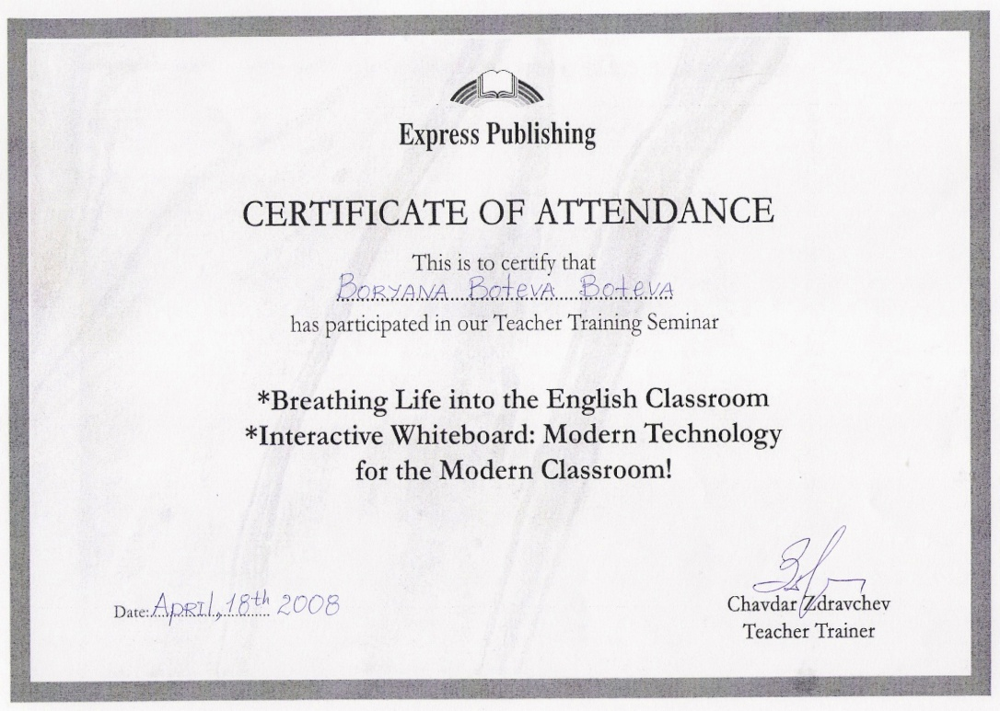 Express Publishing
CERTIFICATE OF ATTENDANCE
This is to certify that
BORYANA BotevA BotevA
has participated in our Teacher Training Seminar
*Breathing Life into the English Classroom
*Interactive Whiteboard: Modern Technology
for the Modern Classroom!
Date: April, 18th 2008
Chavdar Zdravchev
Teacher Trainer